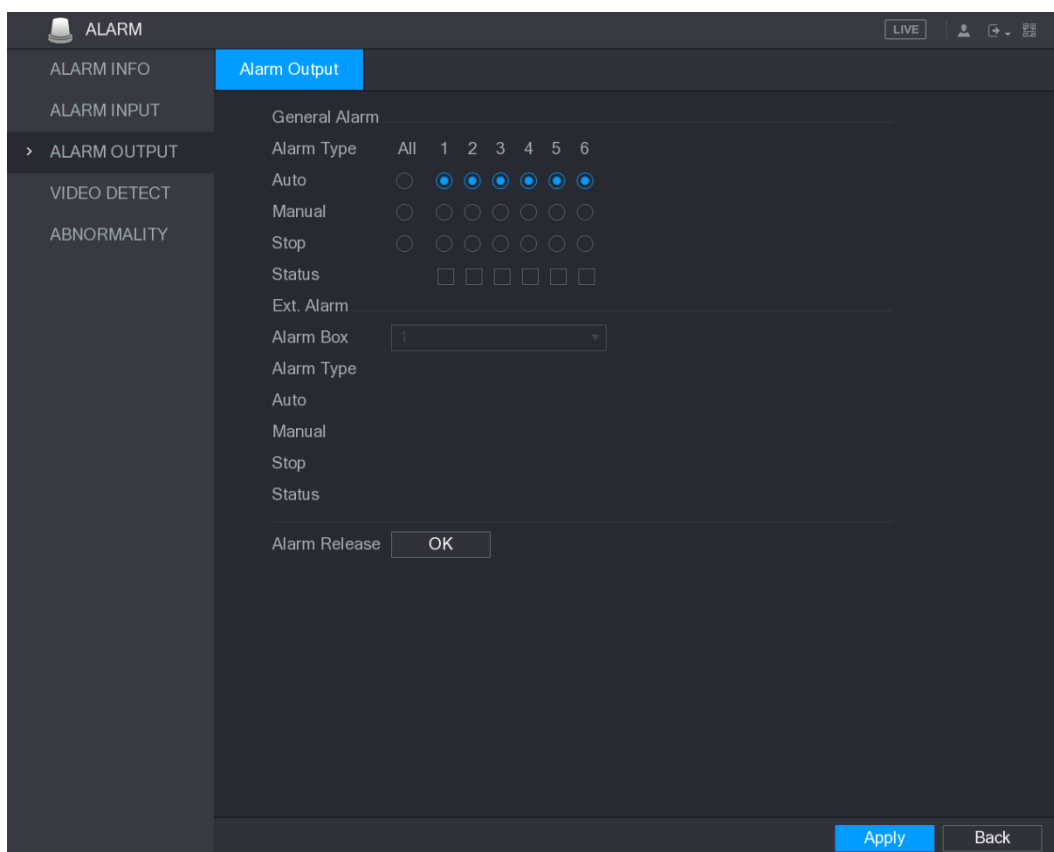 ALARM LIVE
ALARM INFO
ALARM INPUT
> ALARM OUTPUT
VIDEO DETECT
ABNORMALITY
Alarm Output
General Alarm
Alarm Type All 1 2 3 4 5 6
Auto
Manual
Stop
Status
Ext. Alarm
Alarm Box 1
Alarm Type
Auto
Manual
Stop
Status
Alarm Release OK
Apply Back